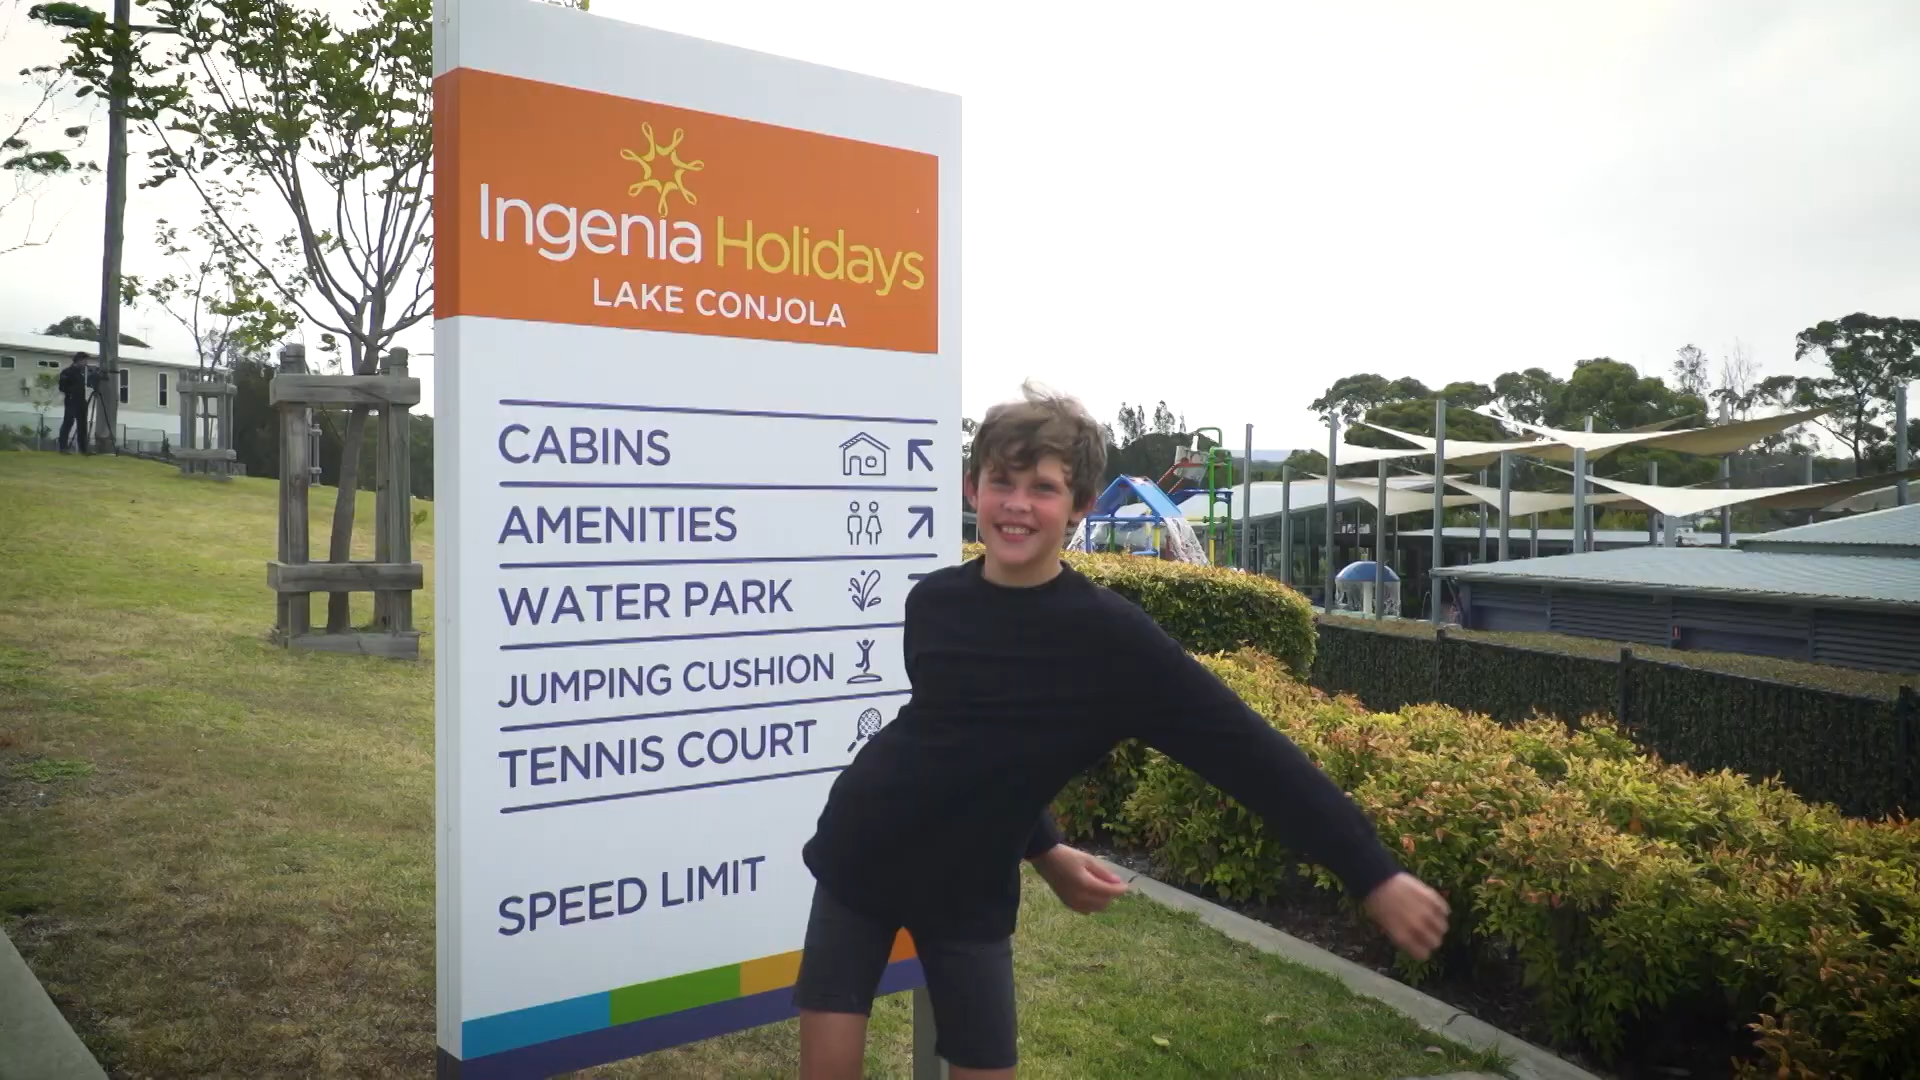 Ingenia Holidays
LAKE CONJOLA
CABINS
AMENITIES
WATER PARK
JUMPING CUSHION
TENNIS COURT
SPEED LIMIT